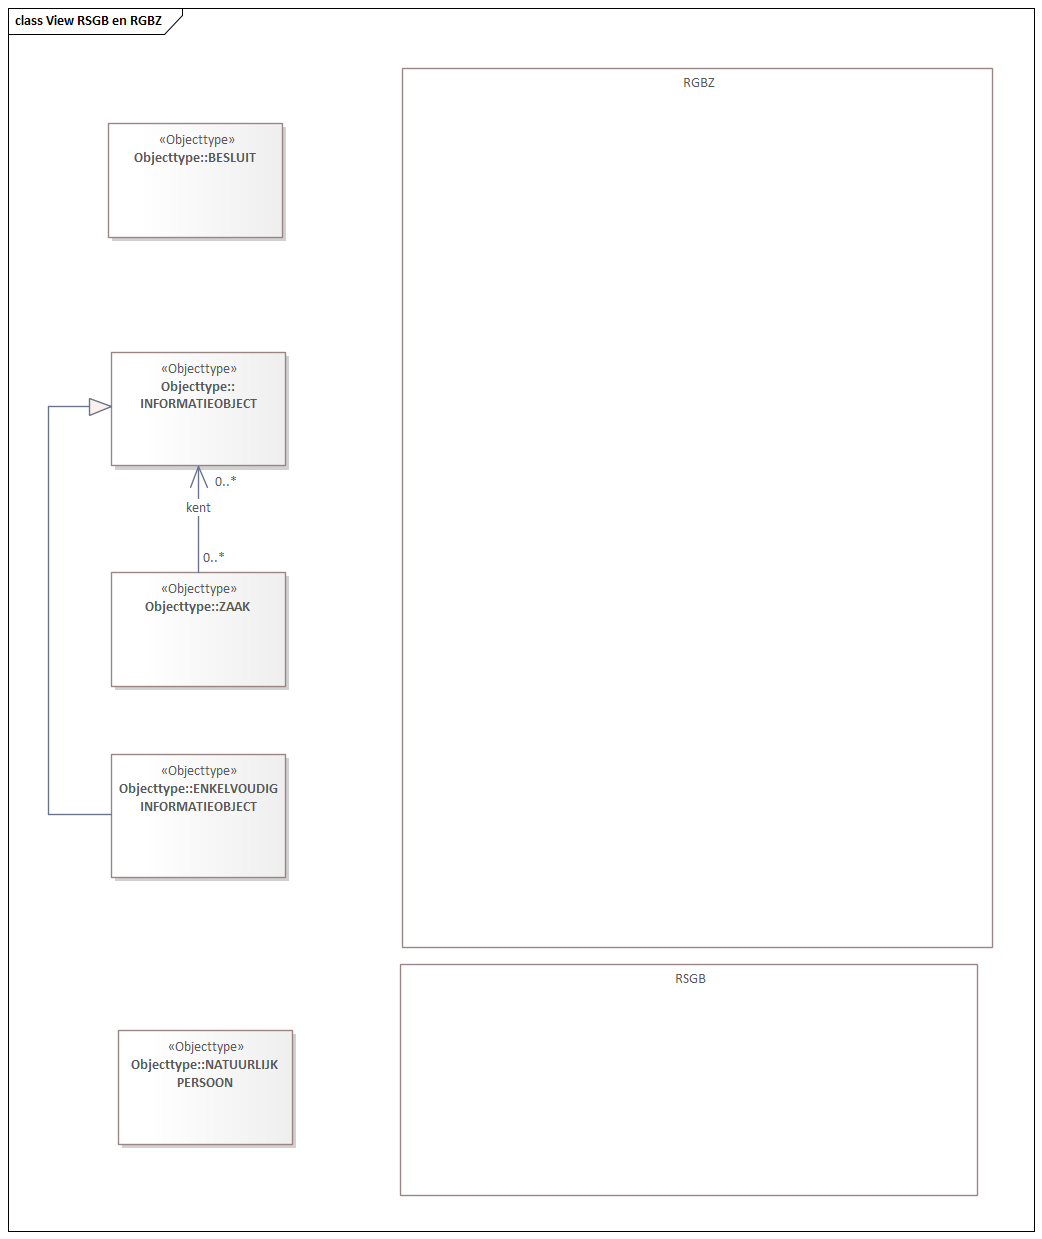 class View RSGB en RGBZ
RGBZ
«Objecttype»
Objecttype::BESLUIT
«Objecttype»
Objecttype::
INFORMATIEOBJECT
0..*
kent
0..*
«Objecttype»
Objecttype::ZAAK
«Objecttype»
Objecttype::ENKELVOUDIG
INFORMATIEOBJECT
RSGB
«Objecttype»
Objecttype::NATUURLIJK
PERSOON